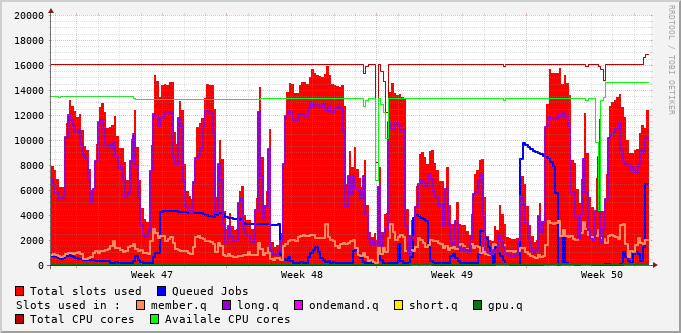 20000
18000
16000
14000
12000
10000
8000
6000
4000
2000
0
Week 47 Week 48 Week 49 Week 50
Total slots used Queued Jobs
Slots used in : member.q long.q ondemand.q short.q gpu.q
Total CPU cores Availale CPU cores
RRDTOOL / TOBI OETIKER